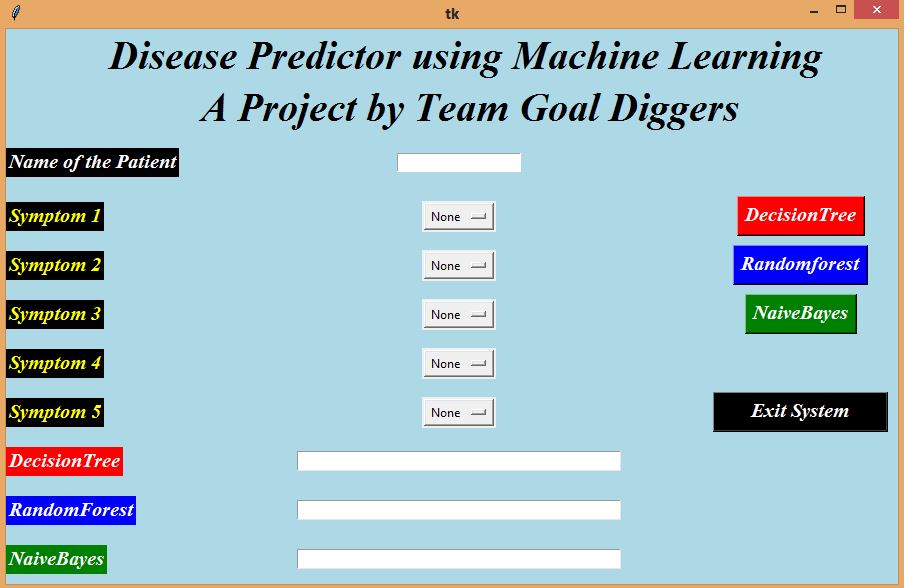 tk
Disease Predictor using Machine Learning
A Project by Team Goal Diggers
Name of the Patient
Symptom 1 None DecisionTree
Symptom 2 None Randomforest
Symptom 3 None NaiveBayes
Symptom 4 None
Symptom 5 None Exit System
DecisionTree
RandomForest
NaiveBayes